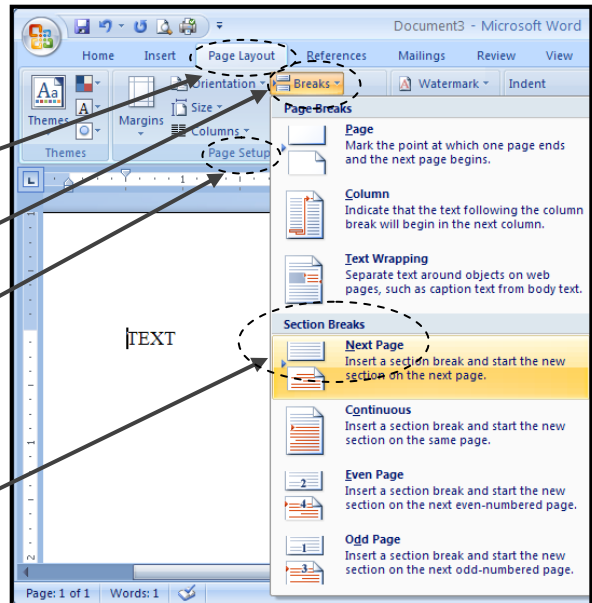 Document3 - Microsoft Word
Home Insert Page Layout References Mailings Review View
Themes Aa A Margins Orientation Size Columns Breaks Watermark Indent
Themes Page Setup
Page Breaks
Page
Mark the point at which one page ends
and the next page begins.
Column
Indicate that the text following the column
break will begin in the next column.
Text Wrapping
Separate text around objects on web
pages, such as caption text from body text.
Section Breaks
Next Page
Insert a section break and start the new
section on the next page.
Continuous
Insert a section break and start the new
section on the same page.
Even Page
Insert a section break and start the new
section on the next even-numbered page.
Odd Page
Insert a section break and start the new
section on the next odd-numbered page.
L
1
TEXT
2
4
1
3
Page: 1 of 1 Words: 1